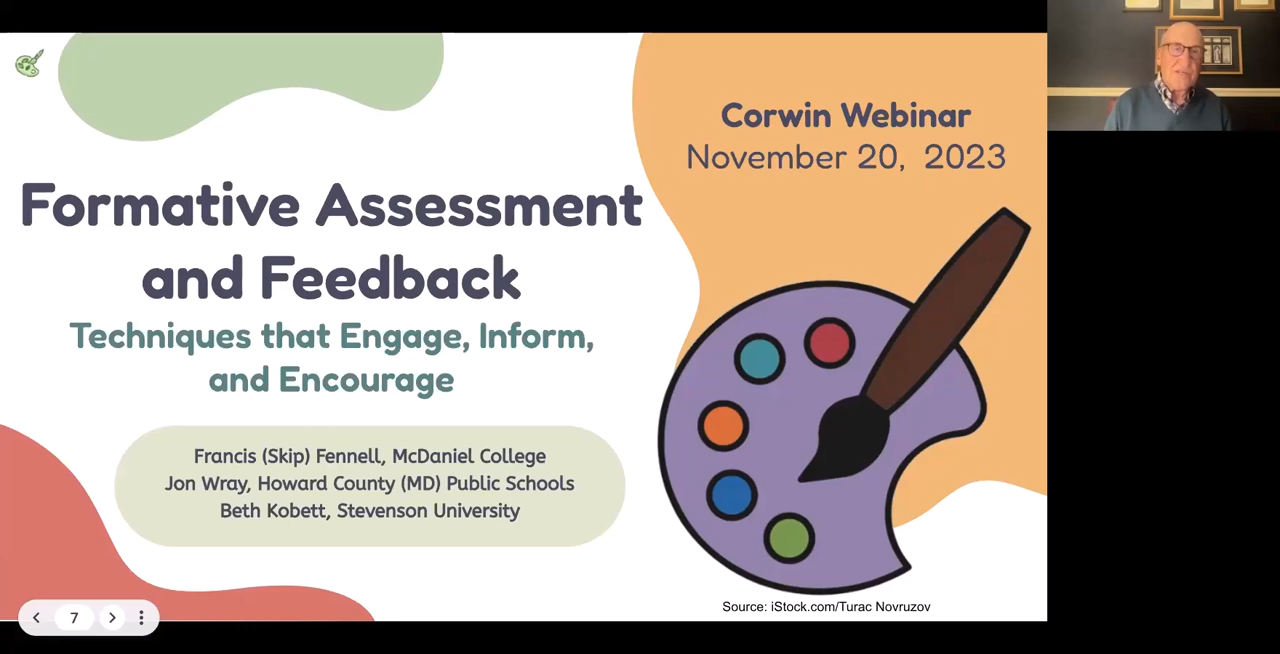 Corwin Webinar
November 20, 2023
Formative Assessment
and Feedback
Techniques that Engage, Inform,
and Encourage
Francis (Skip) Fennell, McDaniel College
Jon Wray, Howard County (MD) Public Schools
Beth Kobett, Stevenson University
Source: iStock.com/Turac Novruzov
7